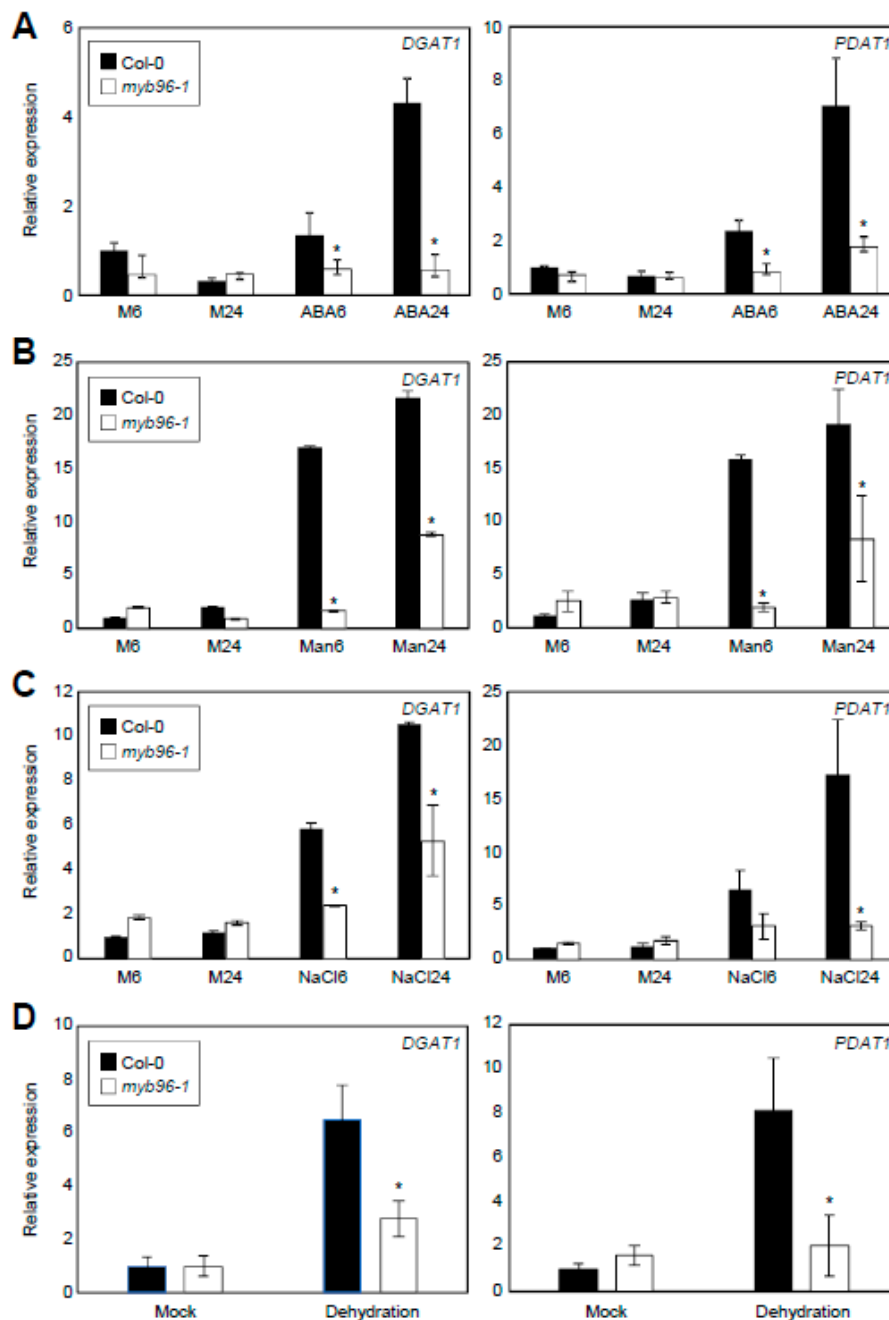 A
Relative expression
6
4
2
0
DGAT1
Col-0
myb96-1
*
*
M6
M24
ABA6
ABA24
10
8
6
4
2
0
PDAT1
*
*
M6
M24
ABA6
ABA24
B
Relative expression
25
20
15
10
5
0
DGAT1
Col-0
myb96-1
*
*
M6
M24
Man6
Man24
25
20
15
10
5
0
PDAT1
*
*
M6
M24
Man6
Man24
C
Relative expression
12
10
8
6
4
2
0
DGAT1
Col-0
myb96-1
*
*
M6
M24
NaCl6
NaCl24
25
20
15
10
5
0
PDAT1
*
M6
M24
NaCl6
NaCl24
D
Relative expression
10
8
6
4
2
0
DGAT1
Col-0
myb96-1
*
Mock
Dehydration
12
10
8
6
4
2
0
PDAT1
*
Mock
Dehydration